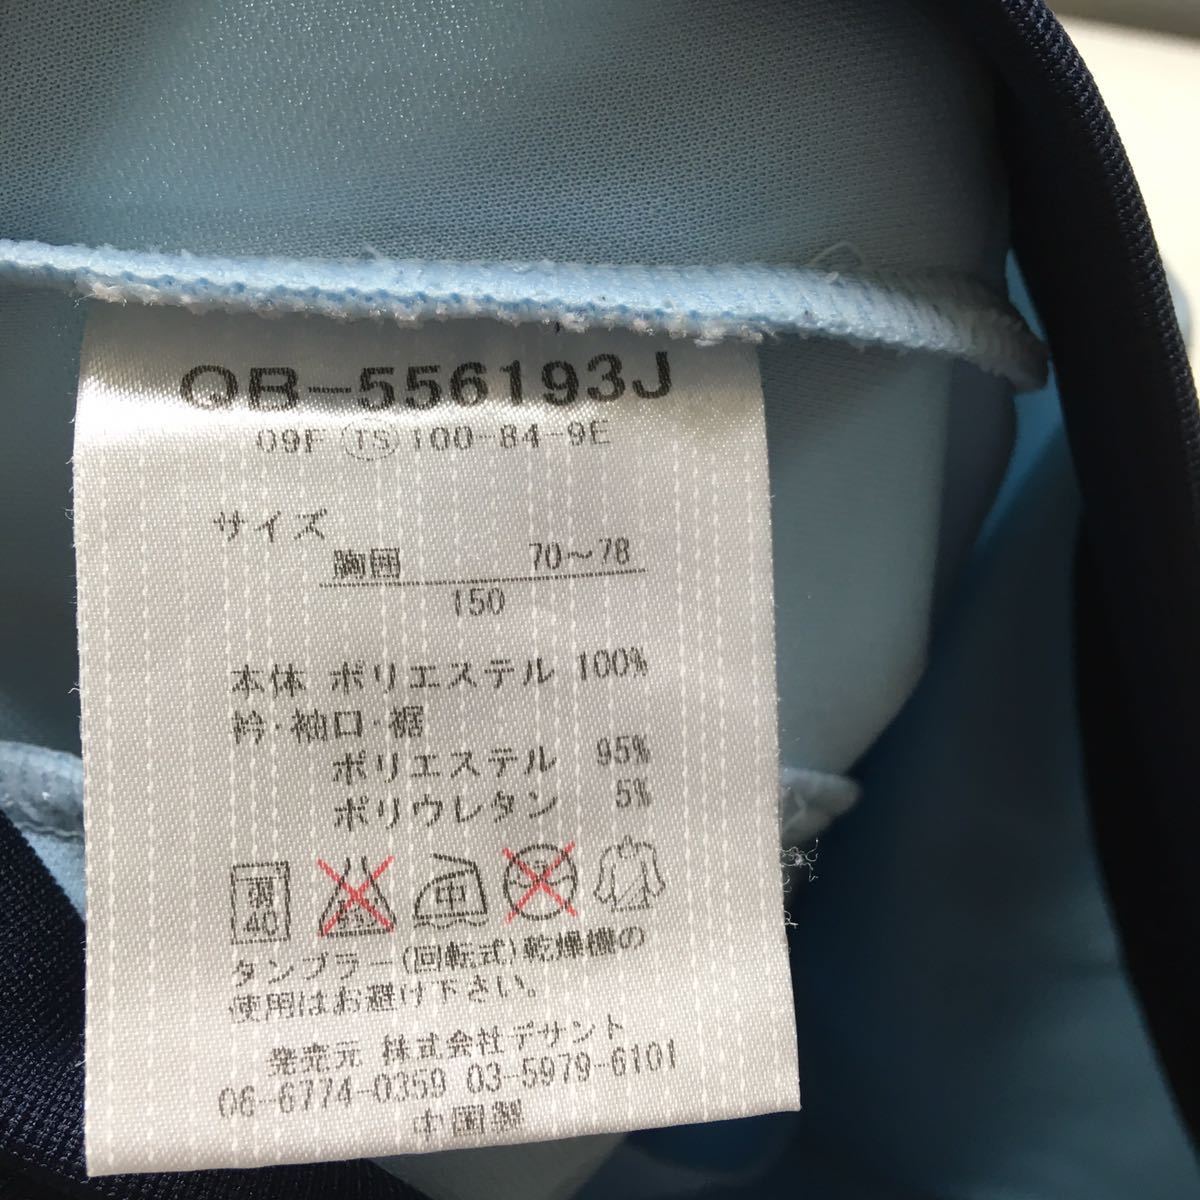 QB-556193J
09F TS 100-84-9E
サイズ
胸囲 70～78
150
本体 ポリエステル 100%
衿・袖口・裾
ポリエステル 95%
ポリウレタン 5%
弱 40 中
タンブラー(回転式)乾燥機の
使用はお避け下さい。
発売元 株式会社デサント
06-6774-0359 03-5979-6101
中国製